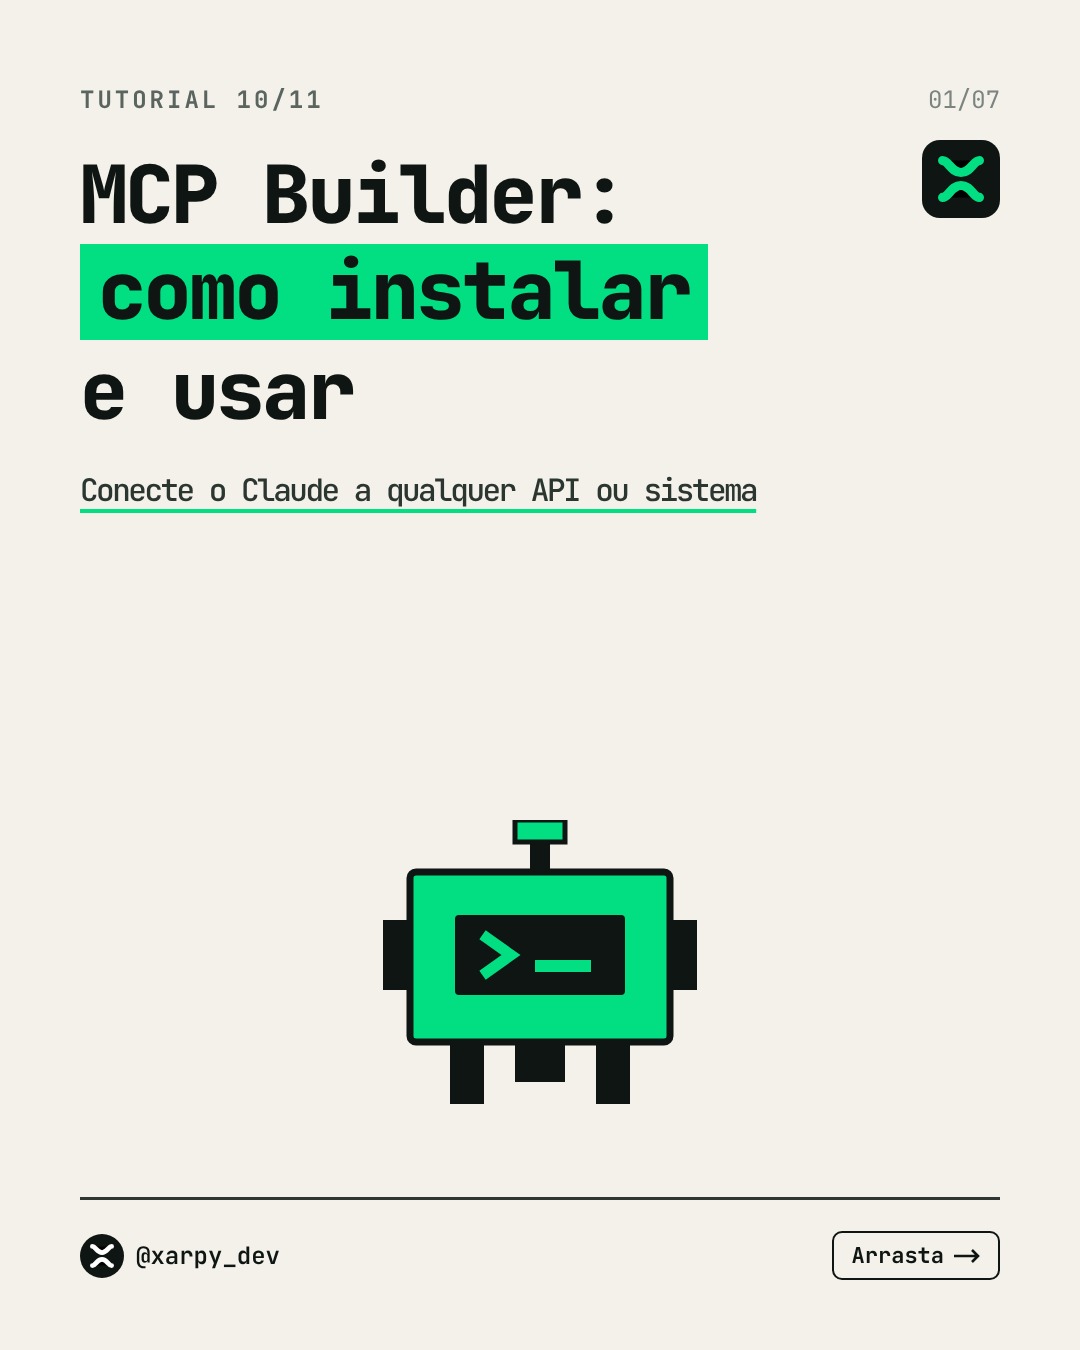 TUTORIAL 10/11
01/07
MCP Builder:
como instalar
e usar
Conecte o Claude a qualquer API ou sistema
>_
@xarpy_dev
Arrasta →